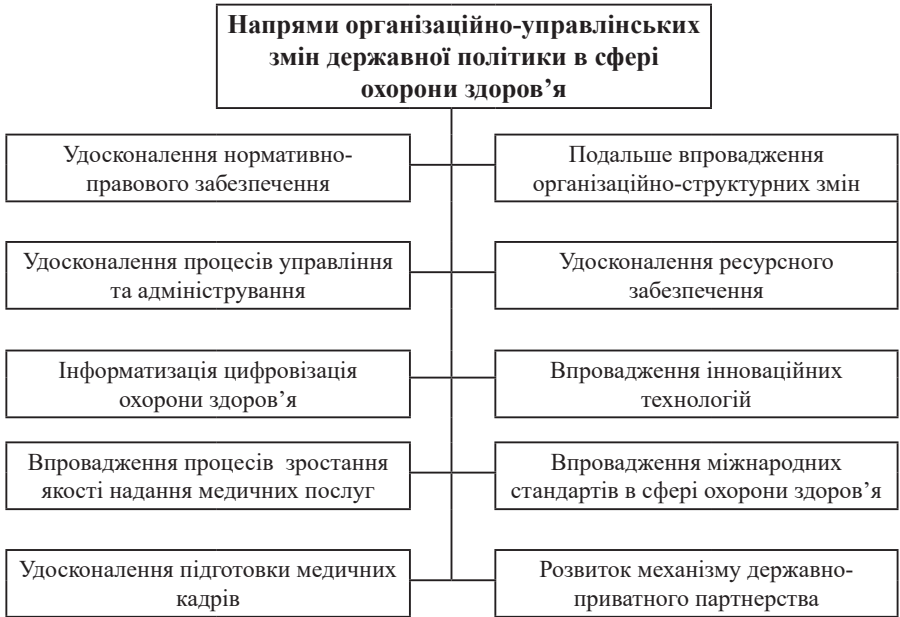 Напрями організаційно-управлінських
змін державної політики в сфері
охорони здоров’я
Удосконалення нормативно-
правового забезпечення
Подальше впровадження
організаційно-структурних змін
Удосконалення процесів управління
та адміністрування
Удосконалення ресурсного
забезпечення
Інформатизація цифровізація
охорони здоров’я
Впровадження інноваційних
технологій
Впровадження процесів  зростання
якості надання медичних послуг
Впровадження міжнародних
стандартів в сфері охорони здоров’я
Удосконалення підготовки медичних
кадрів
Розвиток механізму державно-
приватного партнерства